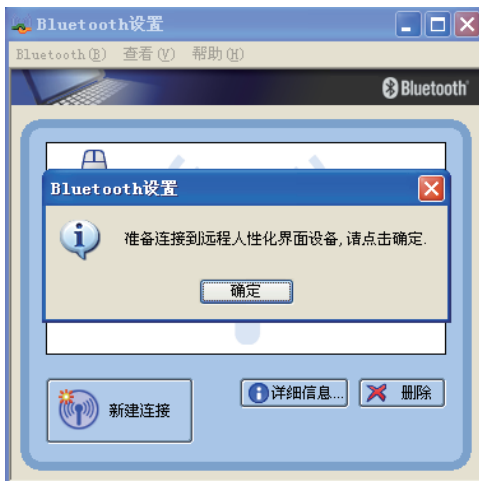 Bluetooth设置
Bluetooth(B) 查看(V) 帮助(H)
Bluetooth
Bluetooth设置
准备连接到远程人性化界面设备,请点击确定.
确定
新建连接
详细信息...
删除